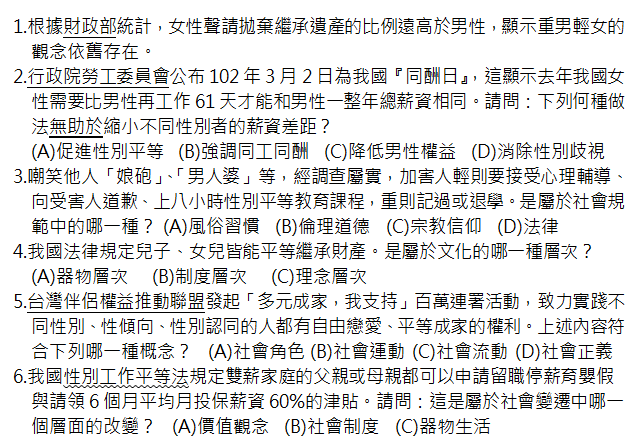 1.根據財政部統計，女性聲請拋棄繼承遺產的比例遠高於男性，顯示重男輕女的
觀念依舊存在。
2.行政院勞工委員會公布 102 年 3 月 2 日為我國『同酬日』，這顯示去年我國女
性需要比男性再工作 61 天才能和男性一整年總薪資相同。請問：下列何種做
法無助於縮小不同性別者的薪資差距？
(A)促進性別平等 (B)強調同工同酬 (C)降低男性權益 (D)消除性別歧視
3.嘲笑他人「娘砲」、「男人婆」等，經調查屬實，加害人輕則要接受心理輔導、
向受害人道歉、上八小時性別平等教育課程，重則記過或退學。是屬於社會規
範中的哪一種？ (A)風俗習慣 (B)倫理道德 (C)宗教信仰 (D)法律
4.我國法律規定兒子、女兒皆能平等繼承財產。是屬於文化的哪一種層次？
(A)器物層次 (B)制度層次 (C)理念層次
5.台灣伴侶權益推動聯盟發起「多元成家，我支持」百萬連署活動，致力實踐不
同性別、性傾向、性別認同的人都有自由戀愛、平等成家的權利。上述內容符
合下列哪一種概念？ (A)社會角色 (B)社會運動 (C)社會流動 (D)社會正義
6.我國性別工作平等法規定雙薪家庭的父親或母親都可以申請留職停薪育嬰假
與請領 6 個月平均月投保薪資 60%的津貼。請問：這是屬於社會變遷中哪一
個層面的改變？ (A)價值觀念 (B)社會制度 (C)器物生活